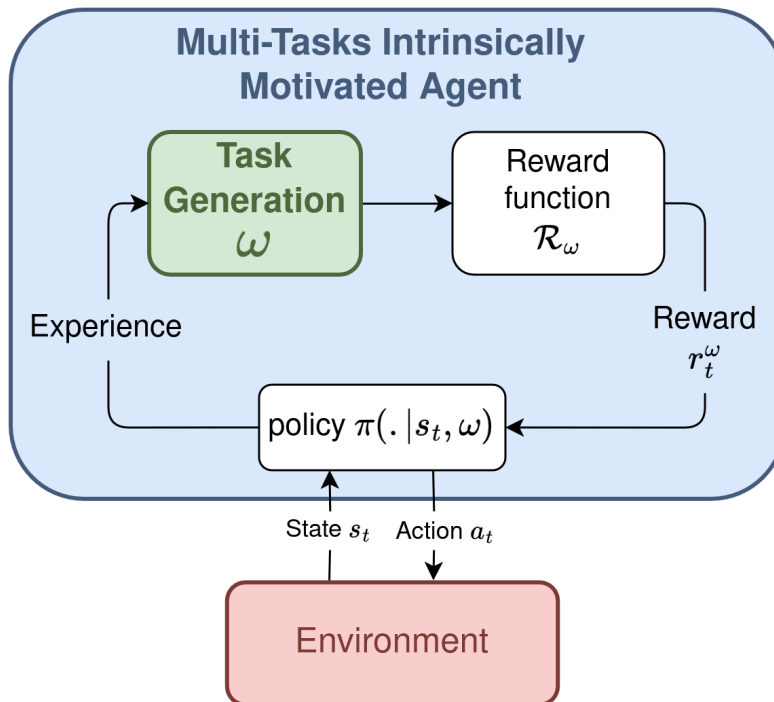 Multi-Tasks Intrinsically
Motivated Agent
Task
Generation
ω
Reward
function
𝓡_ω
Experience
Reward
r_t^ω
policy π(. |s_t, ω)
State s_t
Action a_t
Environment